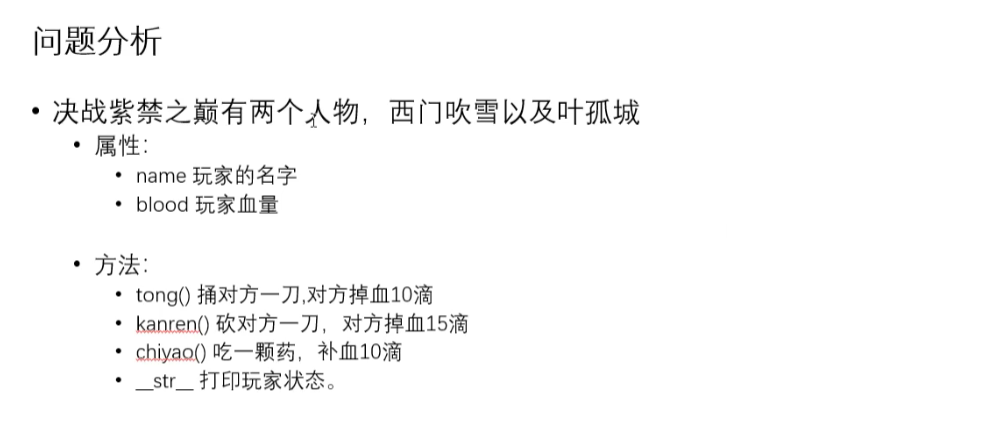 问题分析
• 决战紫禁之巅有两个人物，西门吹雪以及叶孤城
• 属性：
• name 玩家的名字
• blood 玩家血量
• 方法：
• tong() 捅对方一刀,对方掉血10滴
• kanren() 砍对方一刀，对方掉血15滴
• chiyao() 吃一颗药，补血10滴
• __str__ 打印玩家状态。